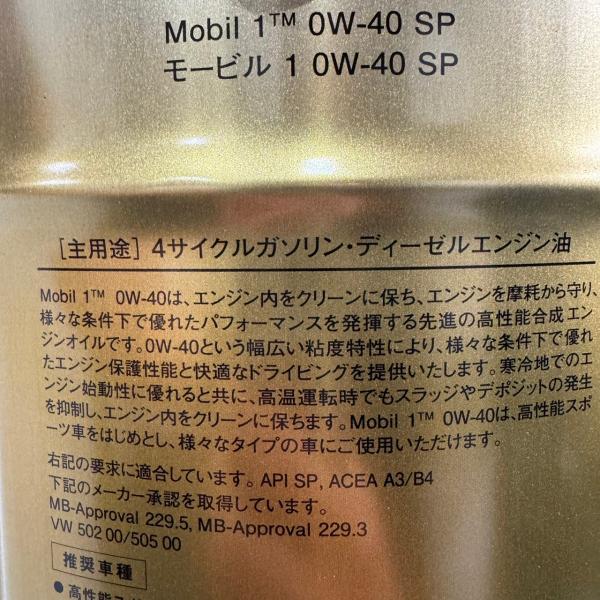 Mobil 1™ 0W-40 SP
モービル 1 0W-40 SP
[主用途] 4サイクルガソリン・ディーゼルエンジン油
Mobil 1™ 0W-40は、エンジン内をクリーンに保ち、エンジンを摩耗から守り、
様々な条件下で優れたパフォーマンスを発揮する先進の高性能合成エン
ジンオイルです。0W-40という幅広い粘度特性により、様々な条件下で優れ
たエンジン保護性能と快適なドライビングを提供いたします。寒冷地でのエ
ンジン始動性に優れると共に、高温運転時でもスラッジやデポジットの発生
を抑制し、エンジン内をクリーンに保ちます。Mobil 1™ 0W-40は、高性能スポ
ーツ車をはじめとし、様々なタイプの車にご使用いただけます。
右記の要求に適合しています。API SP, ACEA A3/B4
下記のメーカー承認を取得しています。
MB-Approval 229.5, MB-Approval 229.3
VW 502 00/505 00
推奨車種